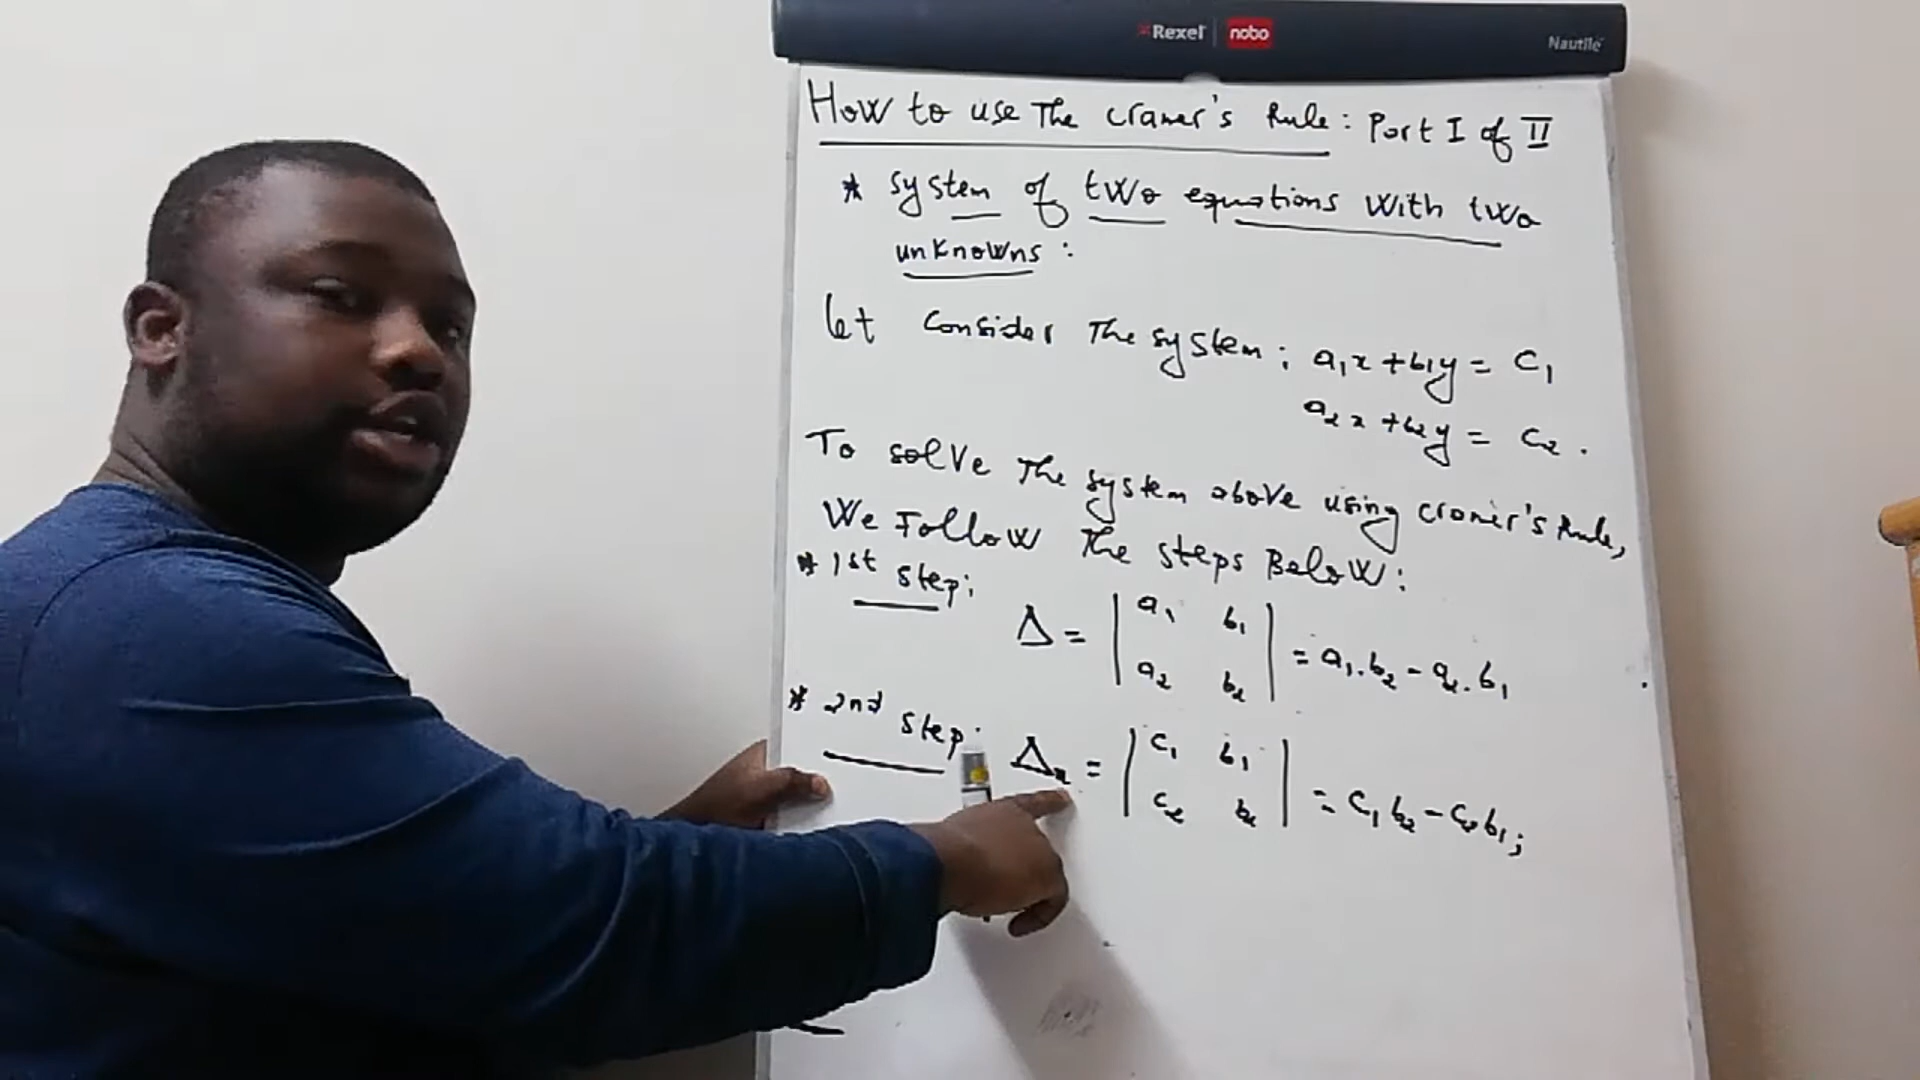 Rexel nobo
Nautile
How to use The cramer's Rule: Part I of II
* system of two equations with two
unknowns:
let consider The system: a₁x+b₁y = C₁
a₂x+b₂y = C₂.
To solve The system above using cramer's Rule,
We Follow The steps Below:
* 1st step:
Δ = | a₁ b₁ | = a₁.b₂ - a₂.b₁
| a₂ b₂ |
* 2nd step:
Δₓ = | C₁ b₁ | = C₁b₂ - C₂b₁;
| C₂ b₂ |